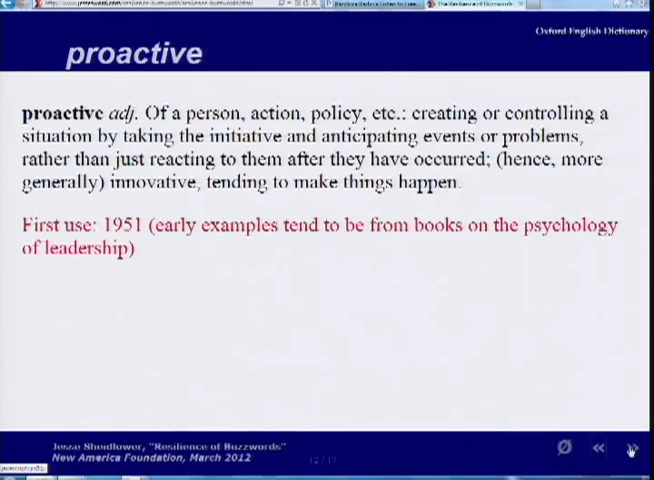 Oxford English Dictionary
proactive
proactive adj. Of a person, action, policy, etc.: creating or controlling a
situation by taking the initiative and anticipating events or problems,
rather than just reacting to them after they have occurred; (hence, more
generally) innovative, tending to make things happen.
First use: 1951 (early examples tend to be from books on the psychology
of leadership)
Jesse Sheidlower, "Resilience of Buzzwords"
New America Foundation, March 2012
12 / 17